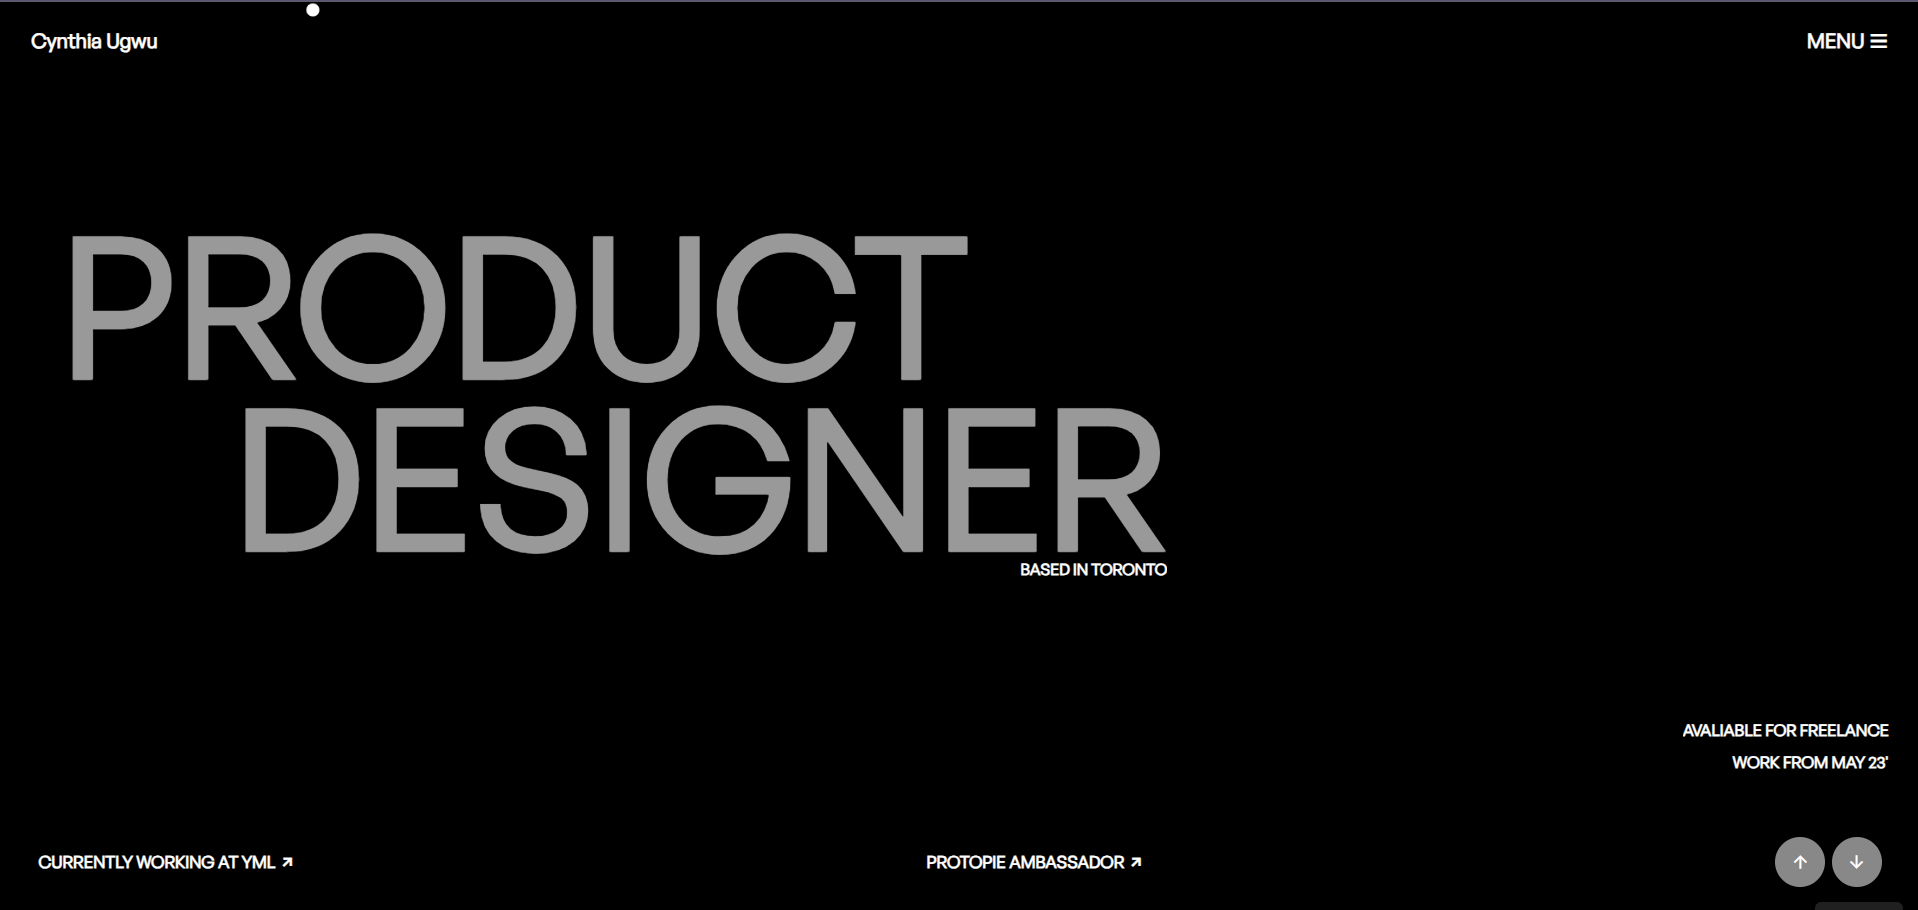 Cynthia Ugwu
MENU
PRODUCT
DESIGNER
BASED IN TORONTO
AVALIABLE FOR FREELANCE
WORK FROM MAY 23'
CURRENTLY WORKING AT YML
PROTOPIE AMBASSADOR